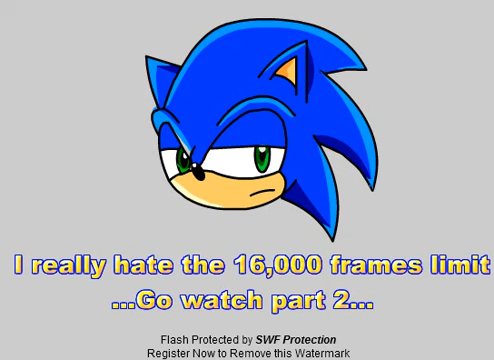 I really hate the 16,000 frames limit
...Go watch part 2...
Flash Protected by SWF Protection
Register Now to Remove this Watermark